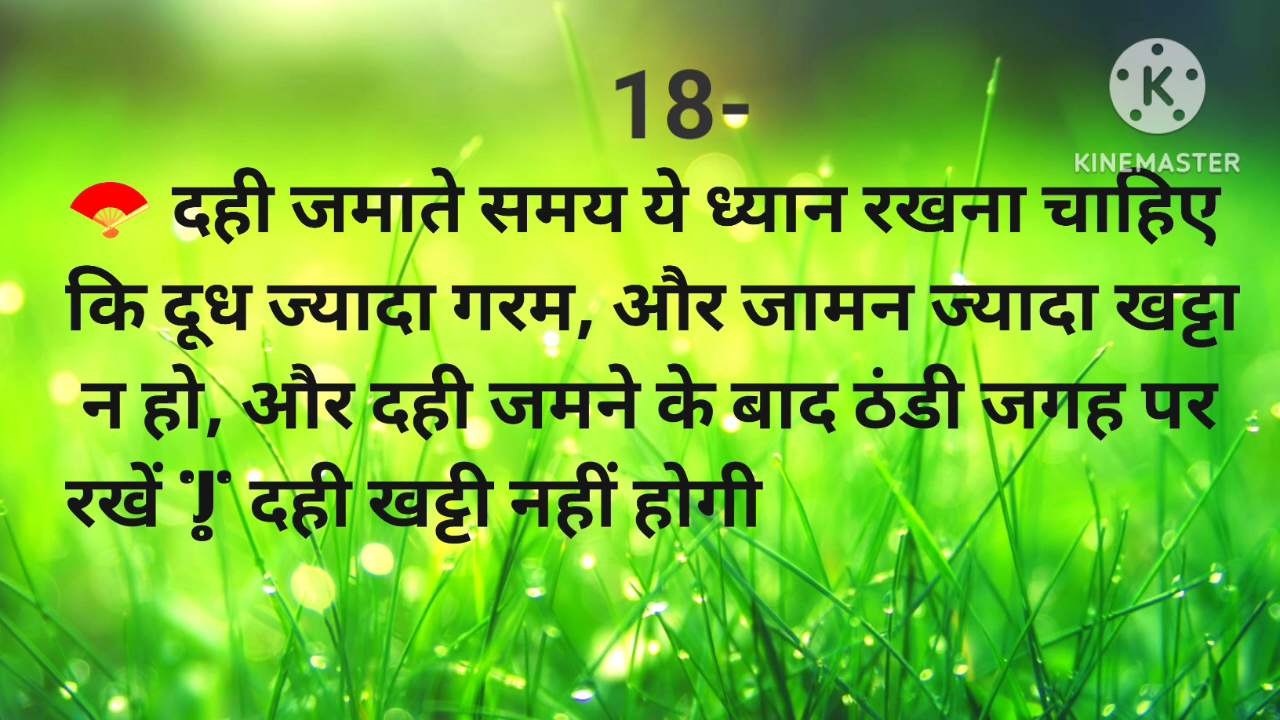 18-
KINEMASTER
दही जमाते समय ये ध्यान रखना चाहिए
कि दूध ज्यादा गरम, और जामन ज्यादा खट्टा
न हो, और दही जमने के बाद ठंडी जगह पर
रखें दही खट्टी नहीं होगी